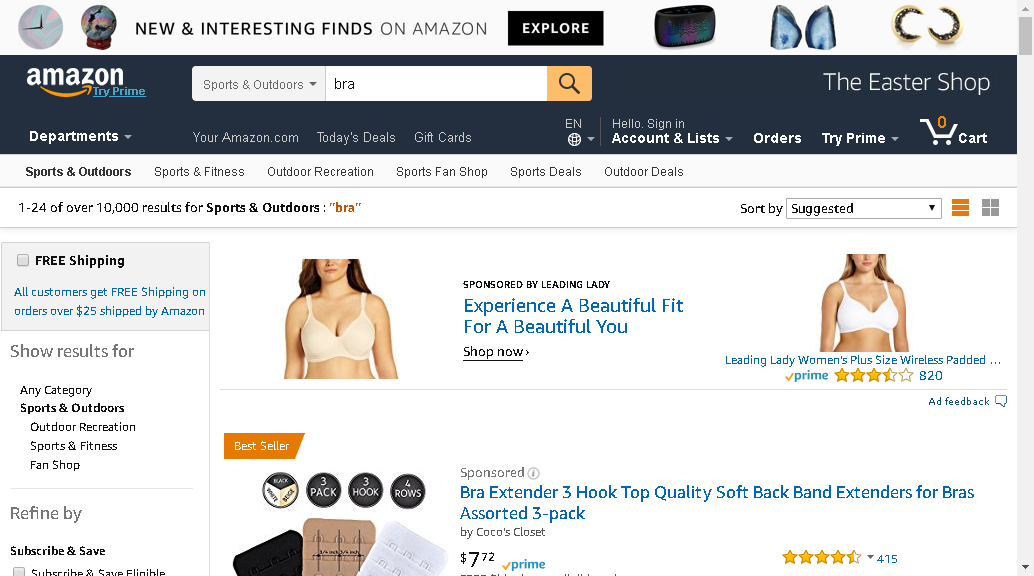 NEW & INTERESTING FINDS ON AMAZON EXPLORE
amazon
Try Prime
Sports & Outdoors bra
The Easter Shop
Departments
Your Amazon.com Today's Deals Gift Cards
EN
Hello. Sign in
Account & Lists
Orders
Try Prime
0
Cart
Sports & Outdoors Sports & Fitness Outdoor Recreation Sports Fan Shop Sports Deals Outdoor Deals
1-24 of over 10,000 results for Sports & Outdoors : "bra"
Sort by Suggested
FREE Shipping
All customers get FREE Shipping on
orders over $25 shipped by Amazon
Show results for
Any Category
Sports & Outdoors
Outdoor Recreation
Sports & Fitness
Fan Shop
Refine by
Subscribe & Save
Subscribe & Save Eligible
SPONSORED BY LEADING LADY
Experience A Beautiful Fit
For A Beautiful You
Shop now ›
Leading Lady Women's Plus Size Wireless Padded ...
prime 820
Ad feedback
Best Seller
BLACK
WHITE
BEIGE
3
PACK
3
HOOK
4
ROWS
3/4 inch 3/4 inch
Sponsored
Bra Extender 3 Hook Top Quality Soft Back Band Extenders for Bras
Assorted 3-pack
by Coco's Closet
$7 72 prime
415